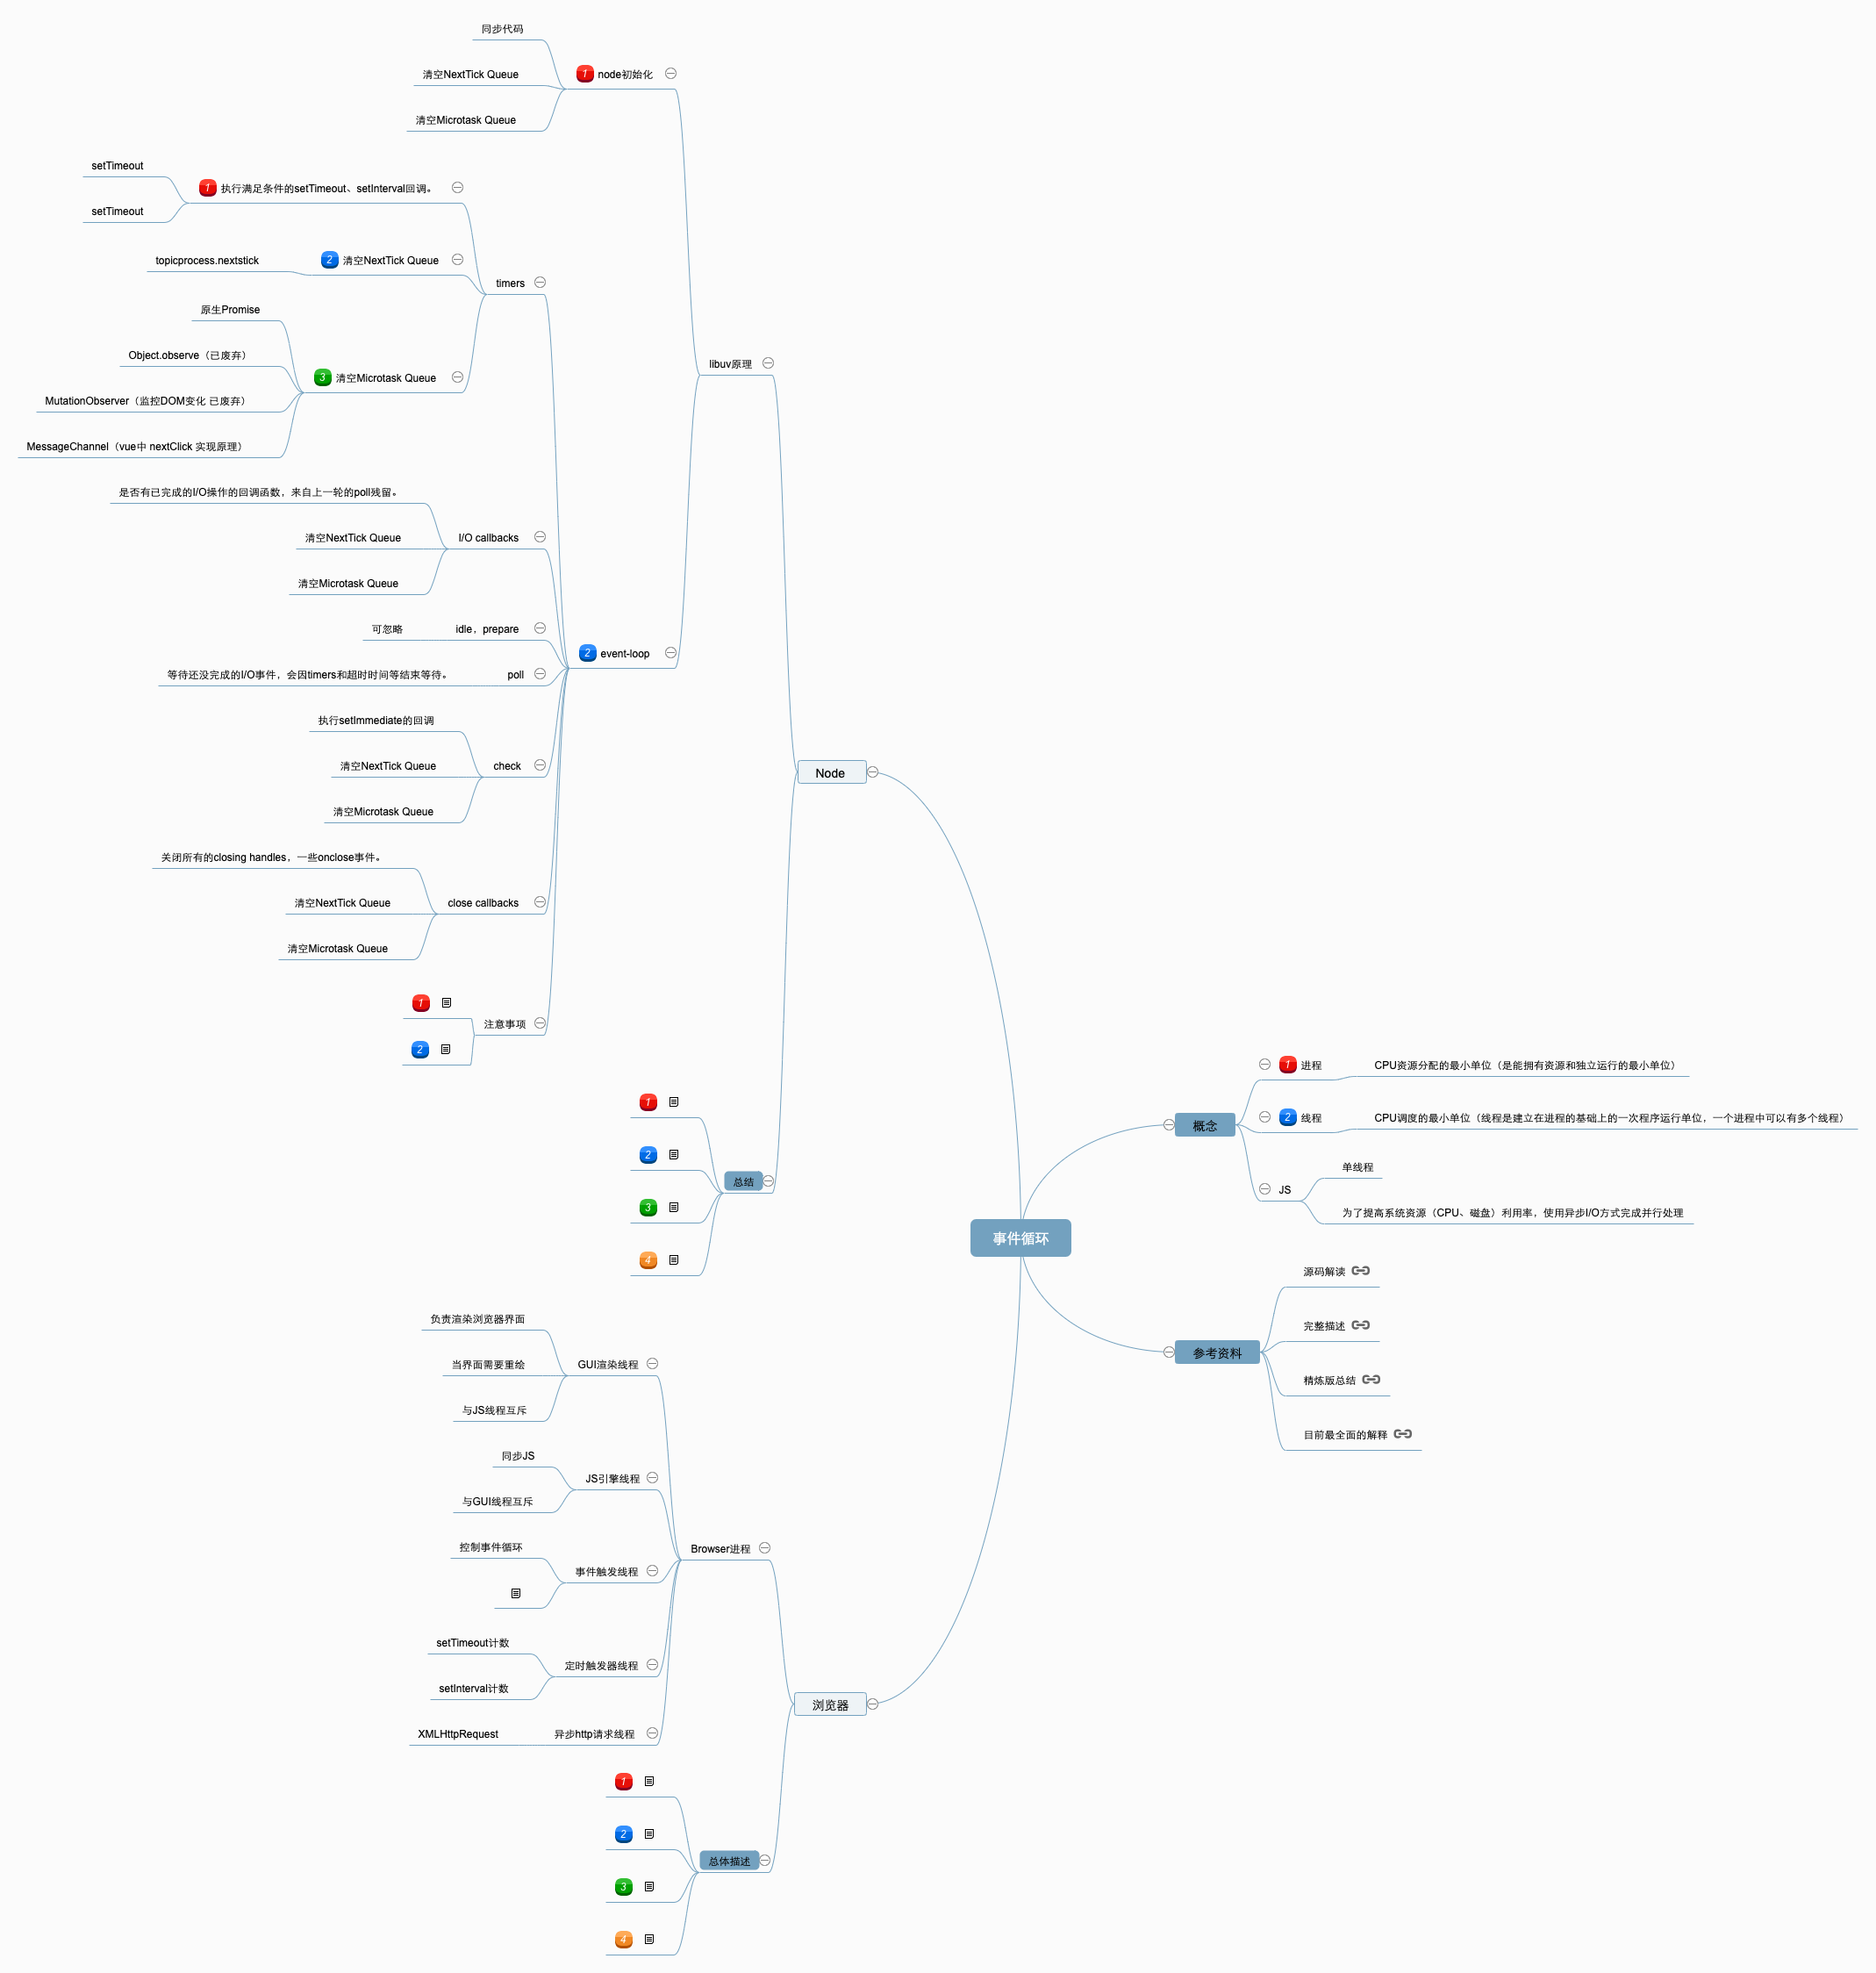 事件循环
概念
1 进程
CPU资源分配的最小单位（是能拥有资源和独立运行的最小单位）
2 线程
CPU调度的最小单位（线程是建立在进程的基础上的一次程序运行单位，一个进程中可以有多个线程）
JS
单线程
为了提高系统资源（CPU、磁盘）利用率，使用异步I/O方式完成并行处理
参考资料
源码解读
完整描述
精炼版总结
目前最全面的解释
Node
libuv原理
1 node初始化
同步代码
清空NextTick Queue
清空Microtask Queue
2 event-loop
timers
1 执行满足条件的setTimeout、setInterval回调。
setTimeout
setTimeout
2 清空NextTick Queue
topicprocess.nextstick
3 清空Microtask Queue
原生Promise
Object.observe（已废弃）
MutationObserver（监控DOM变化 已废弃）
MessageChannel（vue中 nextClick 实现原理）
I/O callbacks
是否有已完成的I/O操作的回调函数，来自上一轮的poll残留。
清空NextTick Queue
清空Microtask Queue
idle，prepare
可忽略
poll
等待还没完成的I/O事件，会因timers和超时时间等结束等待。
check
执行setImmediate的回调
清空NextTick Queue
清空Microtask Queue
close callbacks
关闭所有的closing handles，一些onclose事件。
清空NextTick Queue
清空Microtask Queue
注意事项
1
2
总结
1
2
3
4
浏览器
Browser进程
GUI渲染线程
负责渲染浏览器界面
当界面需要重绘
与JS线程互斥
JS引擎线程
同步JS
与GUI线程互斥
事件触发线程
控制事件循环
定时触发器线程
setTimeout计数
setInterval计数
异步http请求线程
XMLHttpRequest
总体描述
1
2
3
4